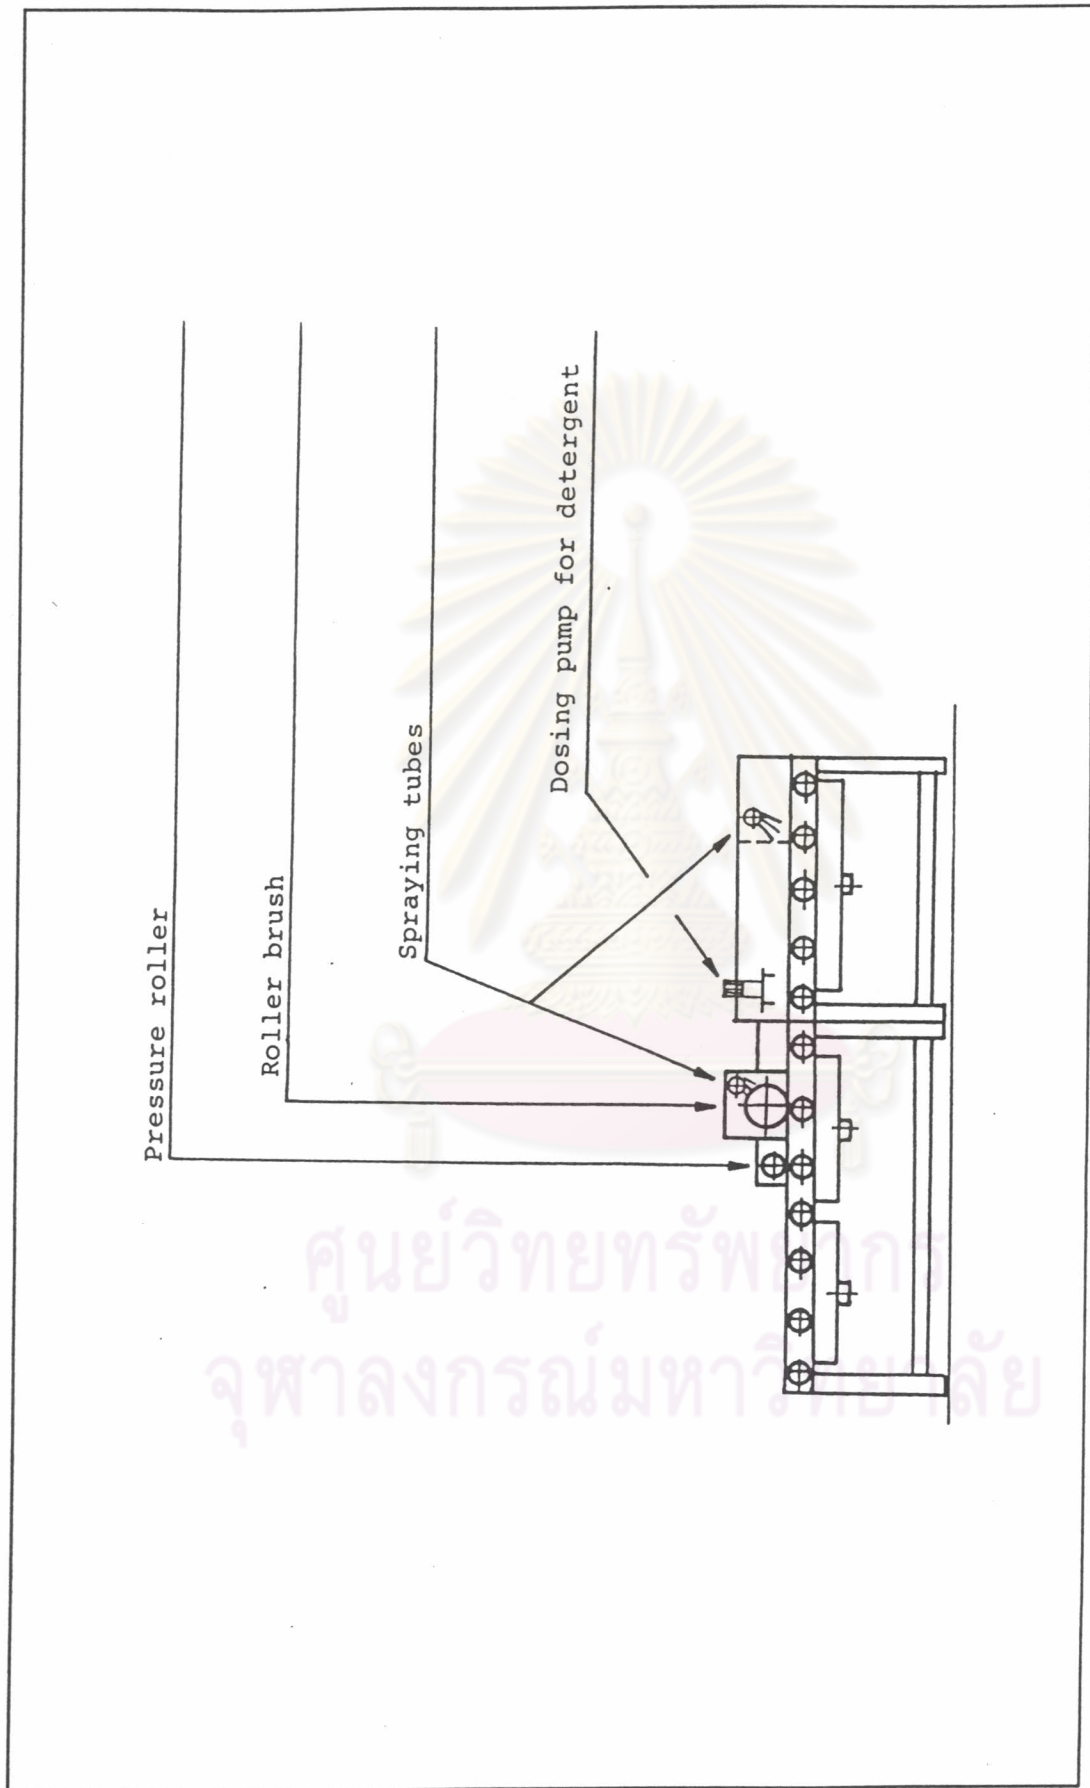 Pressure roller
Roller brush
Spraying tubes
Dosing pump for detergent
ศูนย์วิทยทรัพยากร
จุฬาลงกรณ์มหาวิทยาลัย